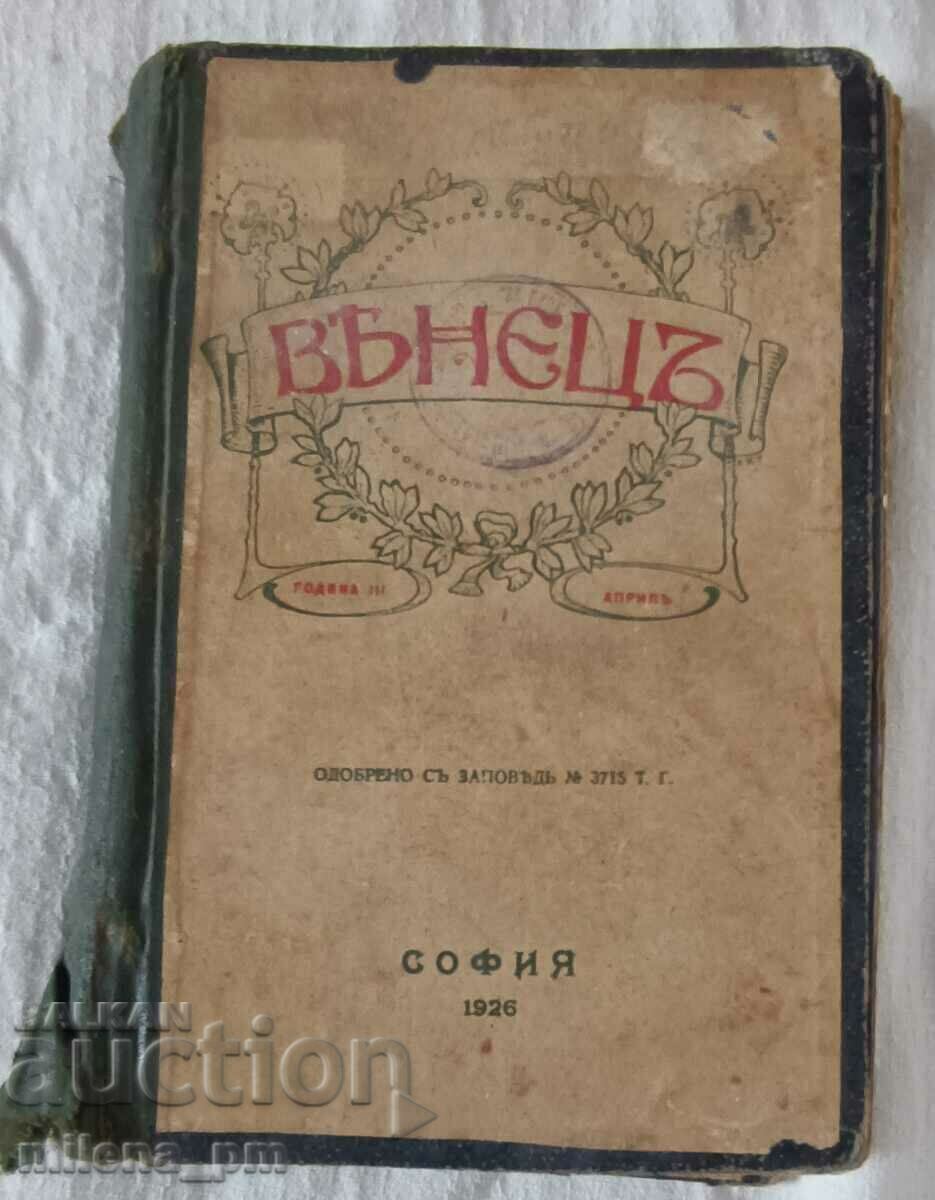 ВѢНЕЦЪ
ГОДИНА III
АПРИЛЪ
ОДОБРЕНО СЪ ЗАПОВѢДЬ № 3715 Т. Г.
СОФИЯ
1926
BALKAN
auction
milena_pm